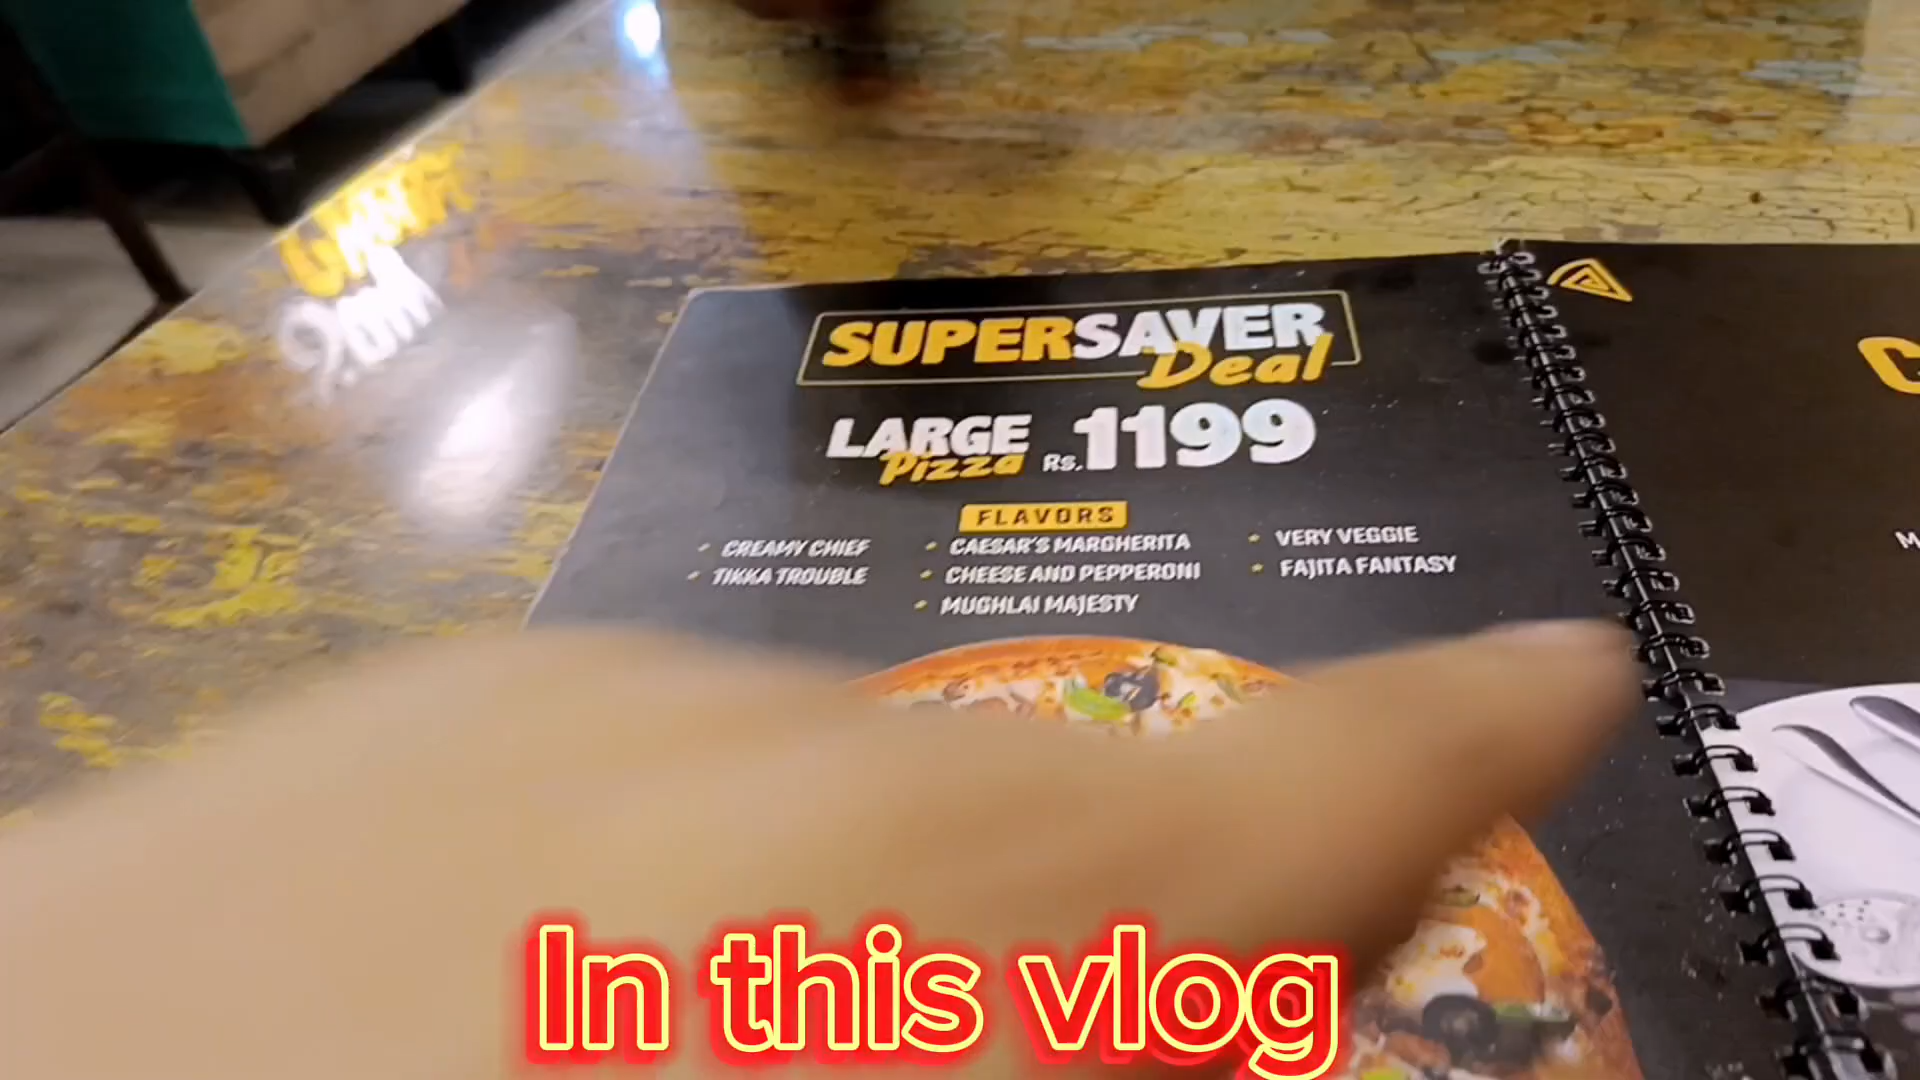 SUPERSAVER
Deal
LARGE
Pizza Rs.1199
FLAVORS
CREAMY CHIEF
TIKKA TROUBLE
CAESAR'S MARGHERITA
CHEESE AND PEPPERONI
MUGHLAI MAJESTY
VERY VEGGIE
FAJITA FANTASY
In this vlog